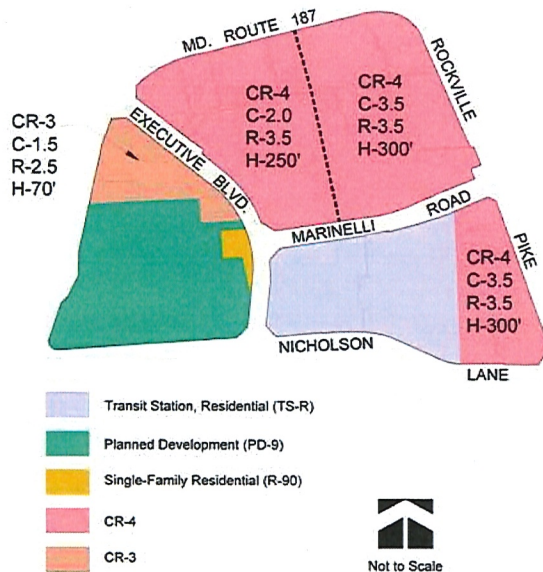 MD. ROUTE 187
ROCKVILLE
CR-4
C-2.0
R-3.5
H-250'
CR-4
C-3.5
R-3.5
H-300'
CR-3
C-1.5
R-2.5
H-70'
EXECUTIVE BLVD.
MARINELLI ROAD
PIKE
CR-4
C-3.5
R-3.5
H-300'
NICHOLSON LANE
Transit Station, Residential (TS-R)
Planned Development (PD-9)
Single-Family Residential (R-90)
CR-4
CR-3
Not to Scale